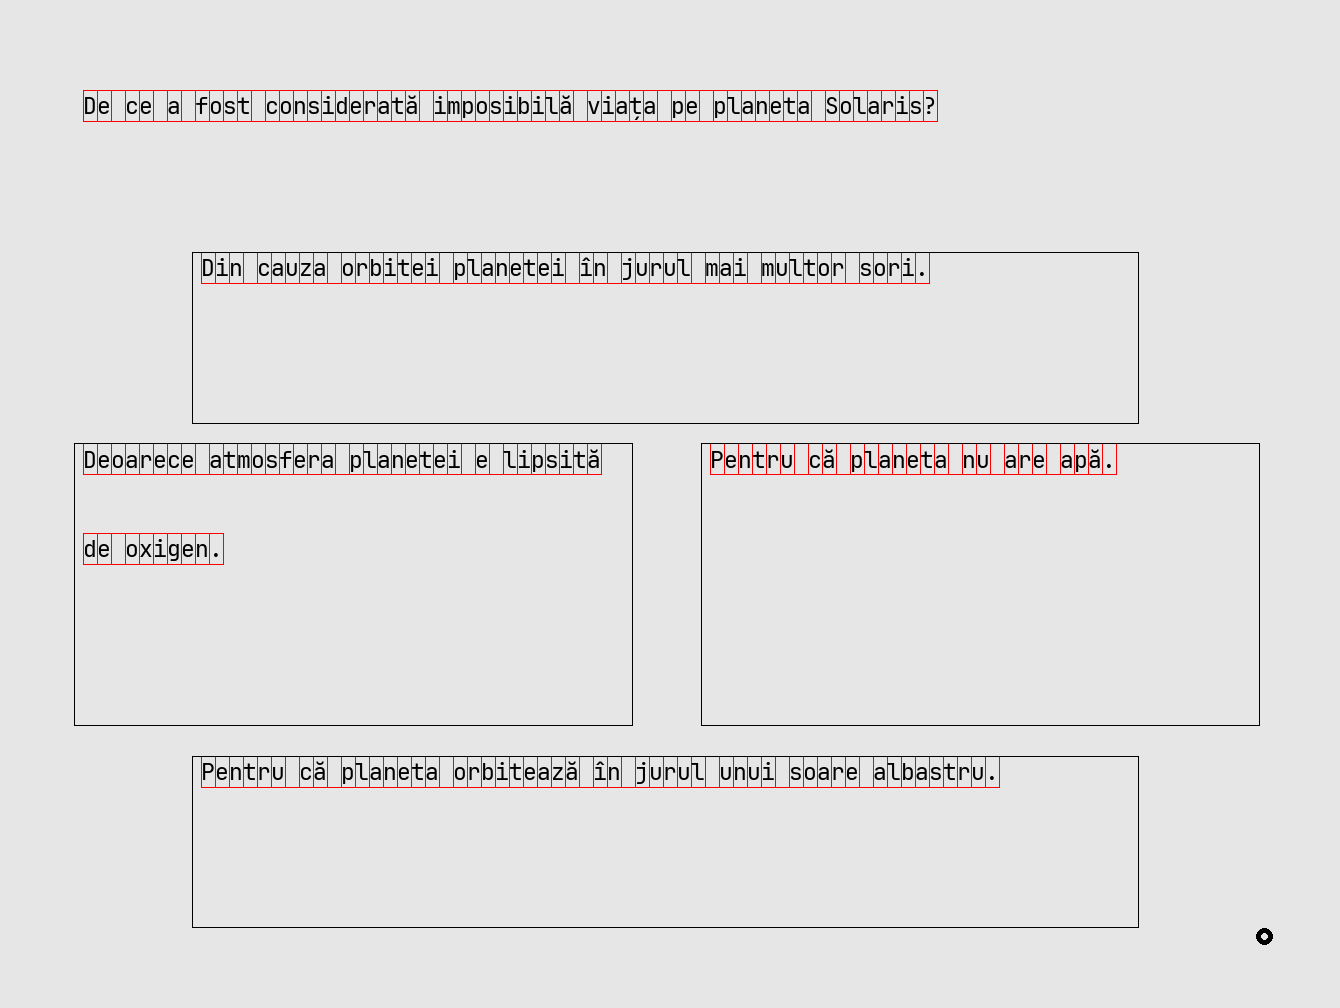 De ce a fost considerată imposibilă viața pe planeta Solaris?
Din cauza orbitei planetei în jurul mai multor sori.
Deoarece atmosfera planetei e lipsită
de oxigen.
Pentru că planeta nu are apă.
Pentru că planeta orbitează în jurul unui soare albastru.